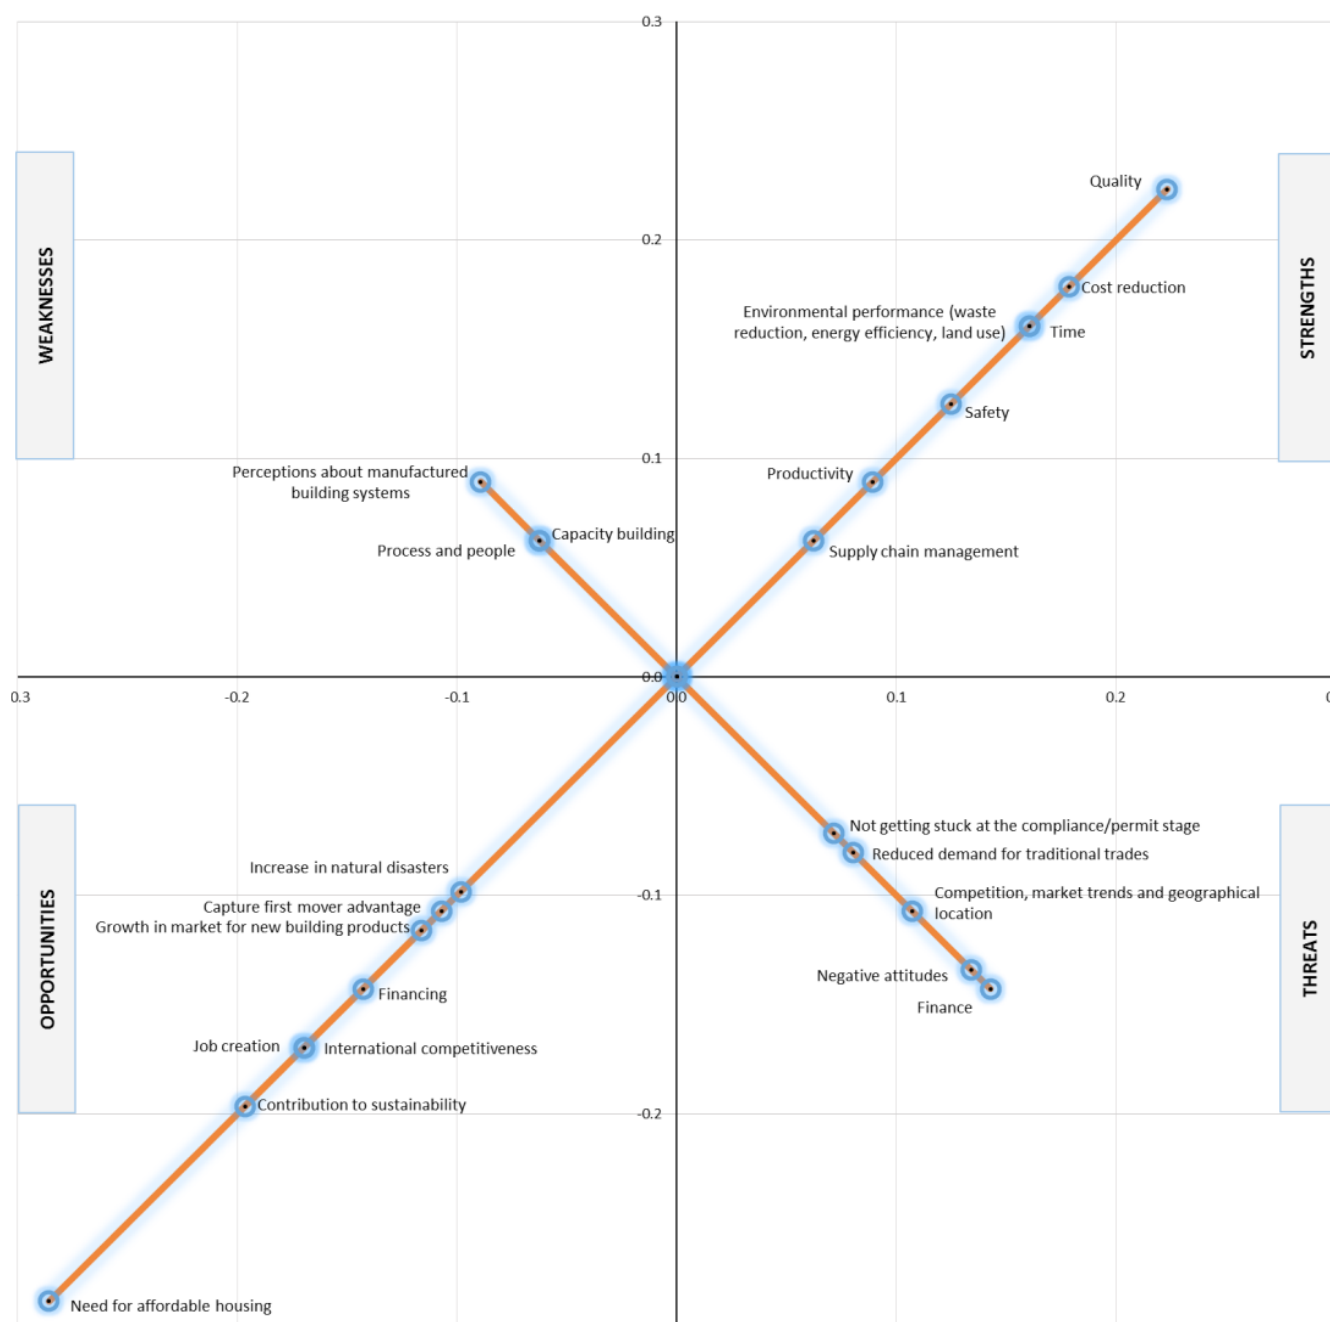 0.3
Quality
WEAKNESSES
STRENGTHS
0.2
Cost reduction
Environmental performance (waste
reduction, energy efficiency, land use)
Time
Safety
0.1
Perceptions about manufactured
building systems
Productivity
Capacity building
Process and people
Supply chain management
0.0
0.3
-0.2
-0.1
0.0
0.1
0.2
0
OPPORTUNITIES
THREATS
Not getting stuck at the compliance/permit stage
Reduced demand for traditional trades
Increase in natural disasters
-0.1
Competition, market trends and geographical
location
Capture first mover advantage
Growth in market for new building products
Negative attitudes
Financing
Finance
Job creation
International competitiveness
Contribution to sustainability
-0.2
Need for affordable housing